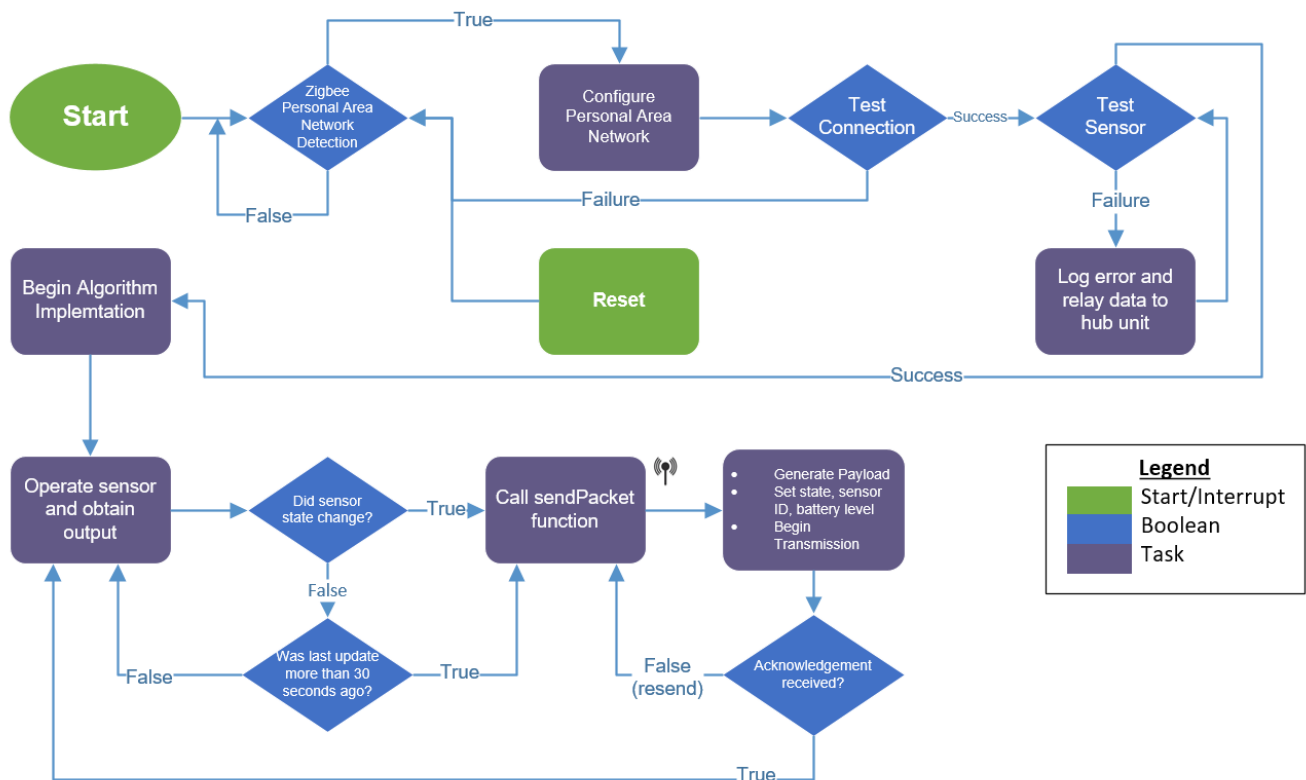 True
Start
Zigbee
Personal Area
Network
Detection
Configure
Personal Area
Network
Test
Connection
Success
Test
Sensor
False
Failure
Failure
Begin Algorithm
Implemtation
Reset
Log error and
relay data to
hub unit
Success
Operate sensor
and obtain
output
Did sensor
state change?
True
Call sendPacket
function
• Generate Payload
• Set state, sensor
ID, battery level
• Begin
Transmission
Legend
Start/Interrupt
Boolean
Task
False
False
Was last update
more than 30
seconds ago?
True
False
(resend)
Acknowledgement
received?
True